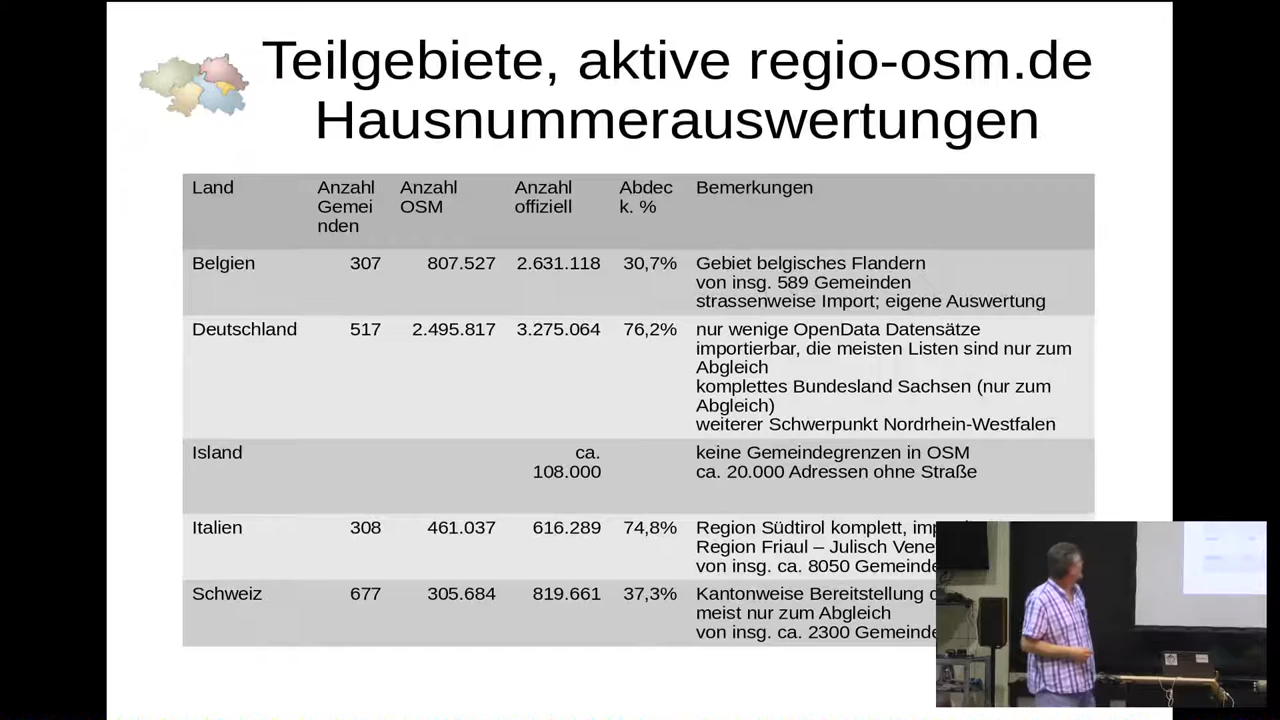 Teilgebiete, aktive regio-osm.de
Hausnummerauswertungen
Land Anzahl Gemei nden Anzahl OSM Anzahl offiziell Abdec k. % Bemerkungen
Belgien 307 807.527 2.631.118 30,7% Gebiet belgisches Flandern
von insg. 589 Gemeinden
strassenweise Import; eigene Auswertung
Deutschland 517 2.495.817 3.275.064 76,2% nur wenige OpenData Datensätze
importierbar, die meisten Listen sind nur zum
Abgleich
komplettes Bundesland Sachsen (nur zum
Abgleich)
weiterer Schwerpunkt Nordrhein-Westfalen
Island ca. 108.000 keine Gemeindegrenzen in OSM
ca. 20.000 Adressen ohne Straße
Italien 308 461.037 616.289 74,8% Region Südtirol komplett,
Region Friaul – Julisch
von insg. ca. 8050
Schweiz 677 305.684 819.661 37,3% Kantonweise Bereitstellung
meist nur zum Abgleich
von insg. ca. 2300